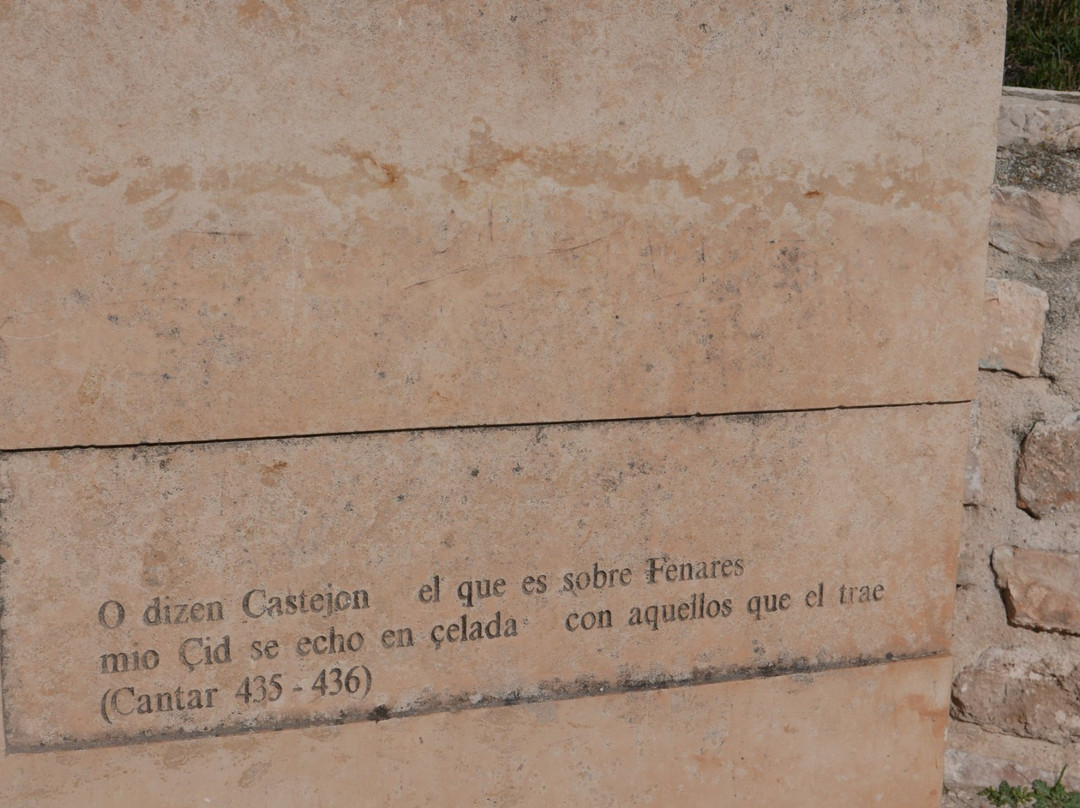 O dizen Castejon el que es sobre Fenares
mio Çid se echo en çelada con aquellos que el trae
(Cantar 435 - 436)